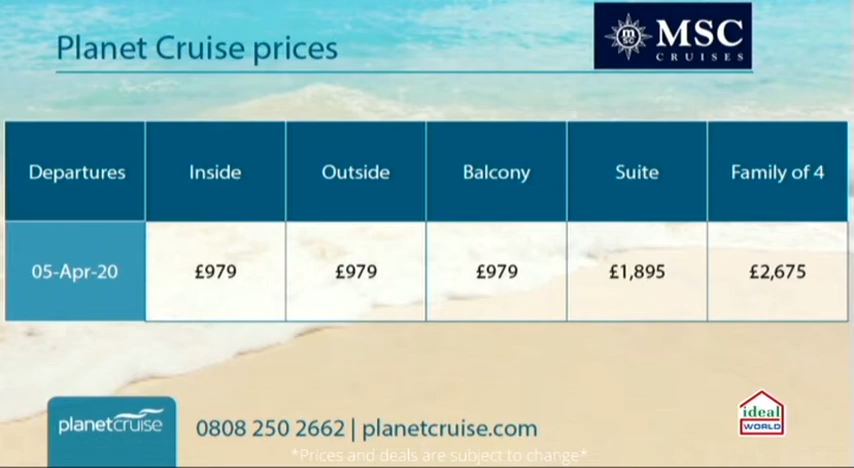 Planet Cruise prices
MSC
CRUISES
Departures Inside Outside Balcony Suite Family of 4
05-Apr-20 £979 £979 £979 £1,895 £2,675
planetcruise
0808 250 2662 | planetcruise.com
*Prices and deals are subject to change*
ideal
WORLD